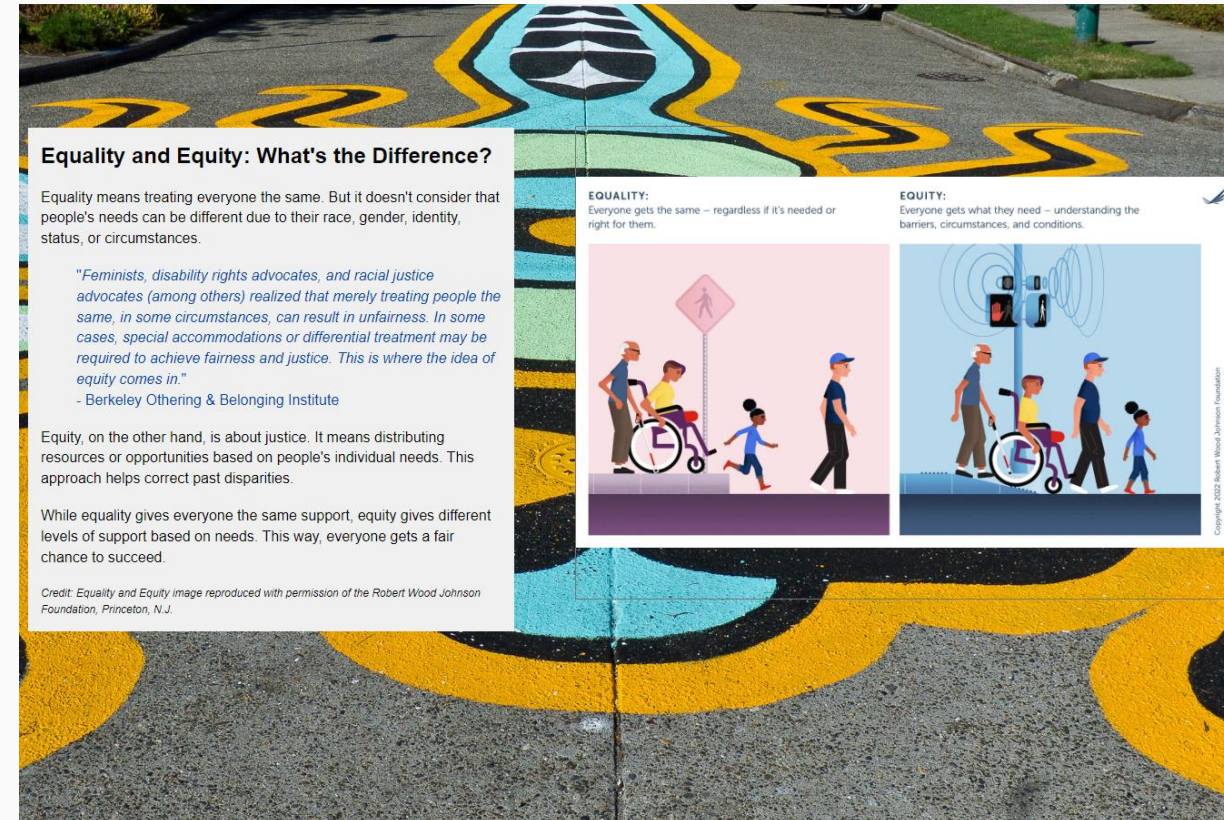 Equality and Equity: What's the Difference?
Equality means treating everyone the same. But it doesn't consider that
people's needs can be different due to their race, gender, identity,
status, or circumstances.
"Feminists, disability rights advocates, and racial justice
advocates (among others) realized that merely treating people the
same, in some circumstances, can result in unfairness. In some
cases, special accommodations or differential treatment may be
required to achieve fairness and justice. This is where the idea of
equity comes in."
- Berkeley Othering & Belonging Institute
Equity, on the other hand, is about justice. It means distributing
resources or opportunities based on people's individual needs. This
approach helps correct past disparities.
While equality gives everyone the same support, equity gives different
levels of support based on needs. This way, everyone gets a fair
chance to succeed.
Credit: Equality and Equity image reproduced with permission of the Robert Wood Johnson
Foundation, Princeton, N.J.
EQUALITY:
Everyone gets the same – regardless if it's needed or
right for them.
EQUITY:
Everyone gets what they need – understanding the
barriers, circumstances, and conditions.
Copyright 2022 Robert Wood Johnson Foundation